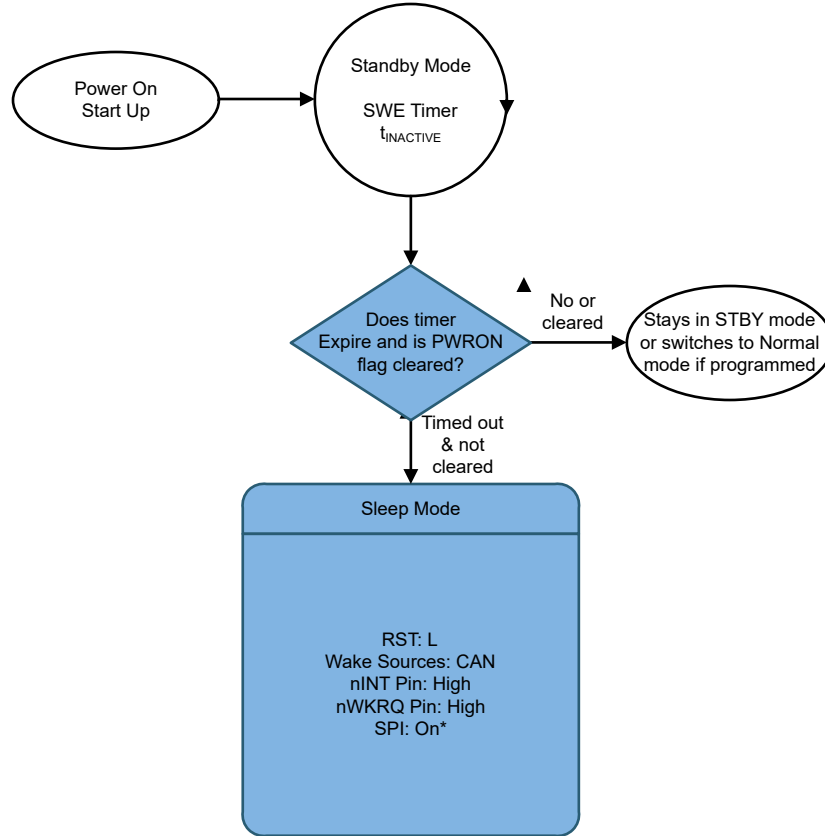 Power On
Start Up
Standby Mode
SWE Timer
tINACTIVE
Does timer
Expire and is PWRON
flag cleared?
No or
cleared
Stays in STBY mode
or switches to Normal
mode if programmed
Timed out
& not
cleared
Sleep Mode
RST: L
Wake Sources: CAN
nINT Pin: High
nWKRQ Pin: High
SPI: On*